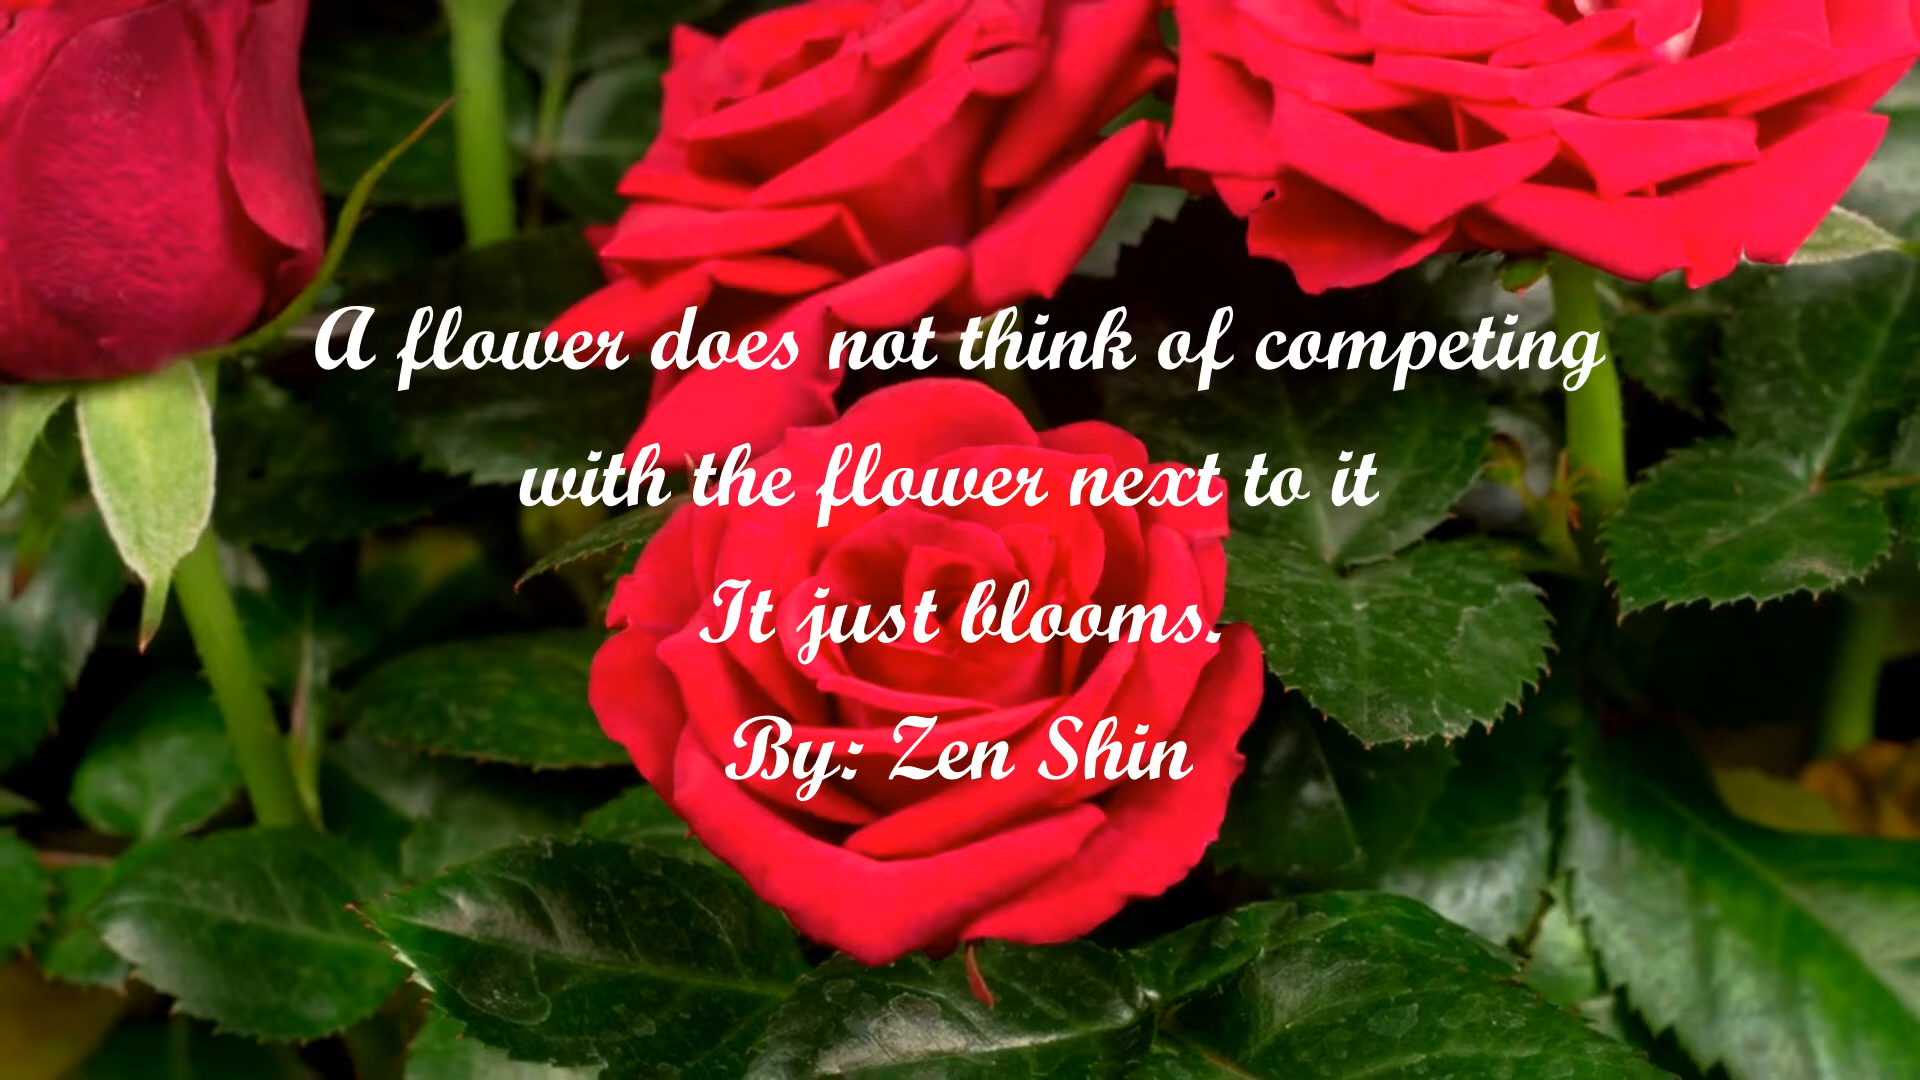 A flower does not think of competing
with the flower next to it
It just blooms.
By: Zen Shin